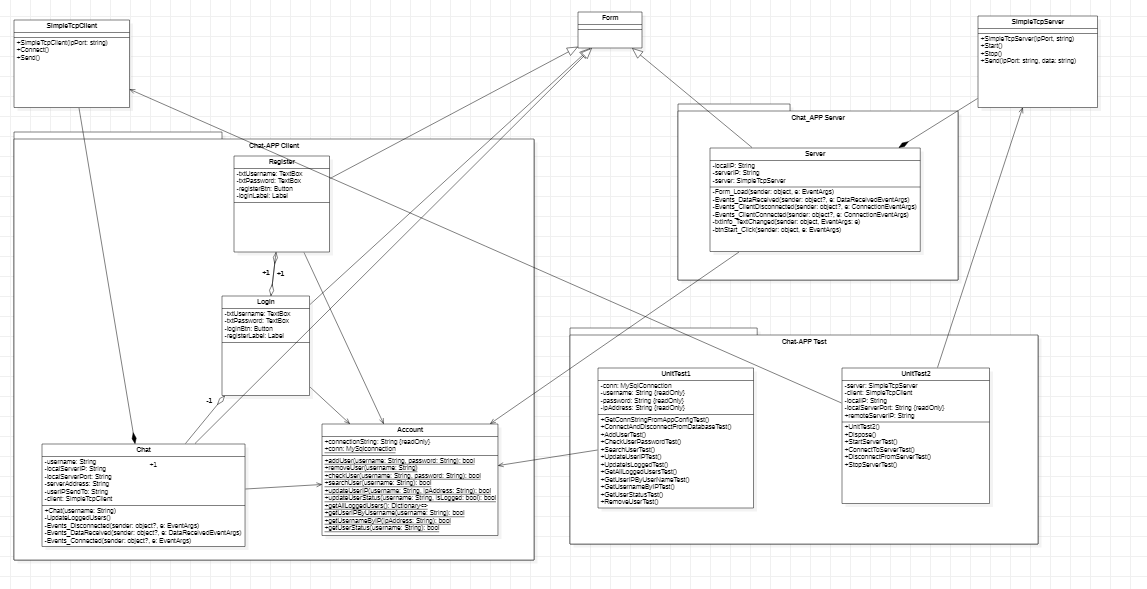 SimpleTcpClient
+SimpleTcpClient(ipPort: string)
+Connect()
+Send()
Form
SimpleTcpServer
+SimpleTcpServer(ipPort, string)
+Start()
+Stop()
+Send(ipPort: string, data: string)
Chat-APP Client
Register
-txtUsername: TextBox
-txtPassword: TextBox
-registerBtn: Button
-loginLabel: Label
+1
+1
Login
-txtUsername: TextBox
-txtPassword: TextBox
-loginBtn: Button
-registerLabel: Label
-1
Chat
+1
-username: String
-localServerIP: String
-localServerPort: String
-serverAddress: String
-userIPSendTo: String
-client: SimpleTcpClient
+Chat(username: String)
-UpdateLoggedUsers()
-Events_Disconnected(sender: object?, e: EventArgs)
-Events_DataReceived(sender: object?, e: DataReceivedEventArgs)
-Events_Connected(sender: object?, e: EventArgs)
Account
+connectionString: String {readOnly}
+conn: MySqlconnection
+addUser(username: String, password: String): bool
+removeUser(username: String)
+checkUser(username: String, password: String): bool
+searchUser(username: String): bool
+updateUserIP(username: String, ipAddress: String): bool
+updateUserStatus(username: String, isLogged: bool): bool
+getAllLoggedUsers(): Dictionary<>
+getUserIPByUsername(username: String): bool
+getUsernameByIP(ipAddress: String): bool
+getUserStatus(username: String): bool
Chat_APP Server
Server
-localIP: String
-serverIP: String
-server: SimpleTcpServer
-Form_Load(sender: object, e: EventArgs)
-Events_DataReceived(sender: object?, e: DataReceivedEventArgs)
-Events_ClientDisconnected(sender: object?, e: ConnectionEventArgs)
-Events_ClientConnected(sender: object?, e: ConnectionEventArgs)
-txtInfo_TextChanged(sender: object, EventArgs: e)
-btnStart_Click(sender: object, e: EventArgs)
Chat-APP Test
UnitTest1
-conn: MySqlConnection
-username: String {readOnly}
-password: String {readOnly}
-ipAddress: String {readOnly}
+GetConnStringFromAppConfigTest()
+ConnectAndDisconnectFromDatabaseTest()
+AddUserTest()
+CheckUserPasswordTest()
+SearchUserTest()
+UpdateUserIPTest()
+UpdateIsLoggedTest()
+GetAllLoggedUsersTest()
+GetUserIPByUserNameTest()
+GetUsernameByIPTest()
+GetUserStatusTest()
+RemoveUserTest()
UnitTest2
-server: SimpleTcpServer
-client: SimpleTcpClient
-localIP: String
-localServerPort: String {readOnly}
+remoteServerIP: String
+UnitTest2()
+Dispose()
+StartServerTest()
+ConnectToServerTest()
+DisconnectFromServerTest()
+StopServerTest()